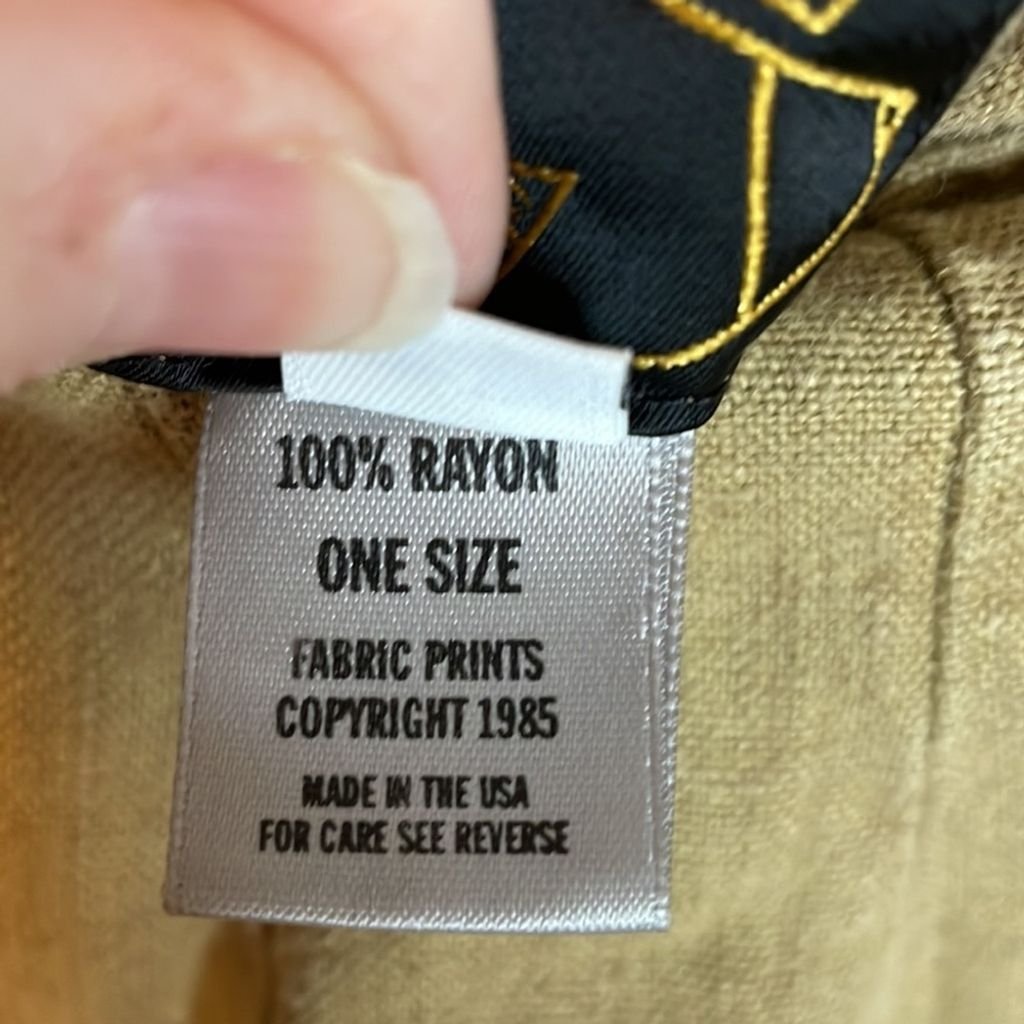 100% RAYON
ONE SIZE
FABRIC PRINTS
COPYRIGHT 1985
MADE IN THE USA
FOR CARE SEE REVERSE